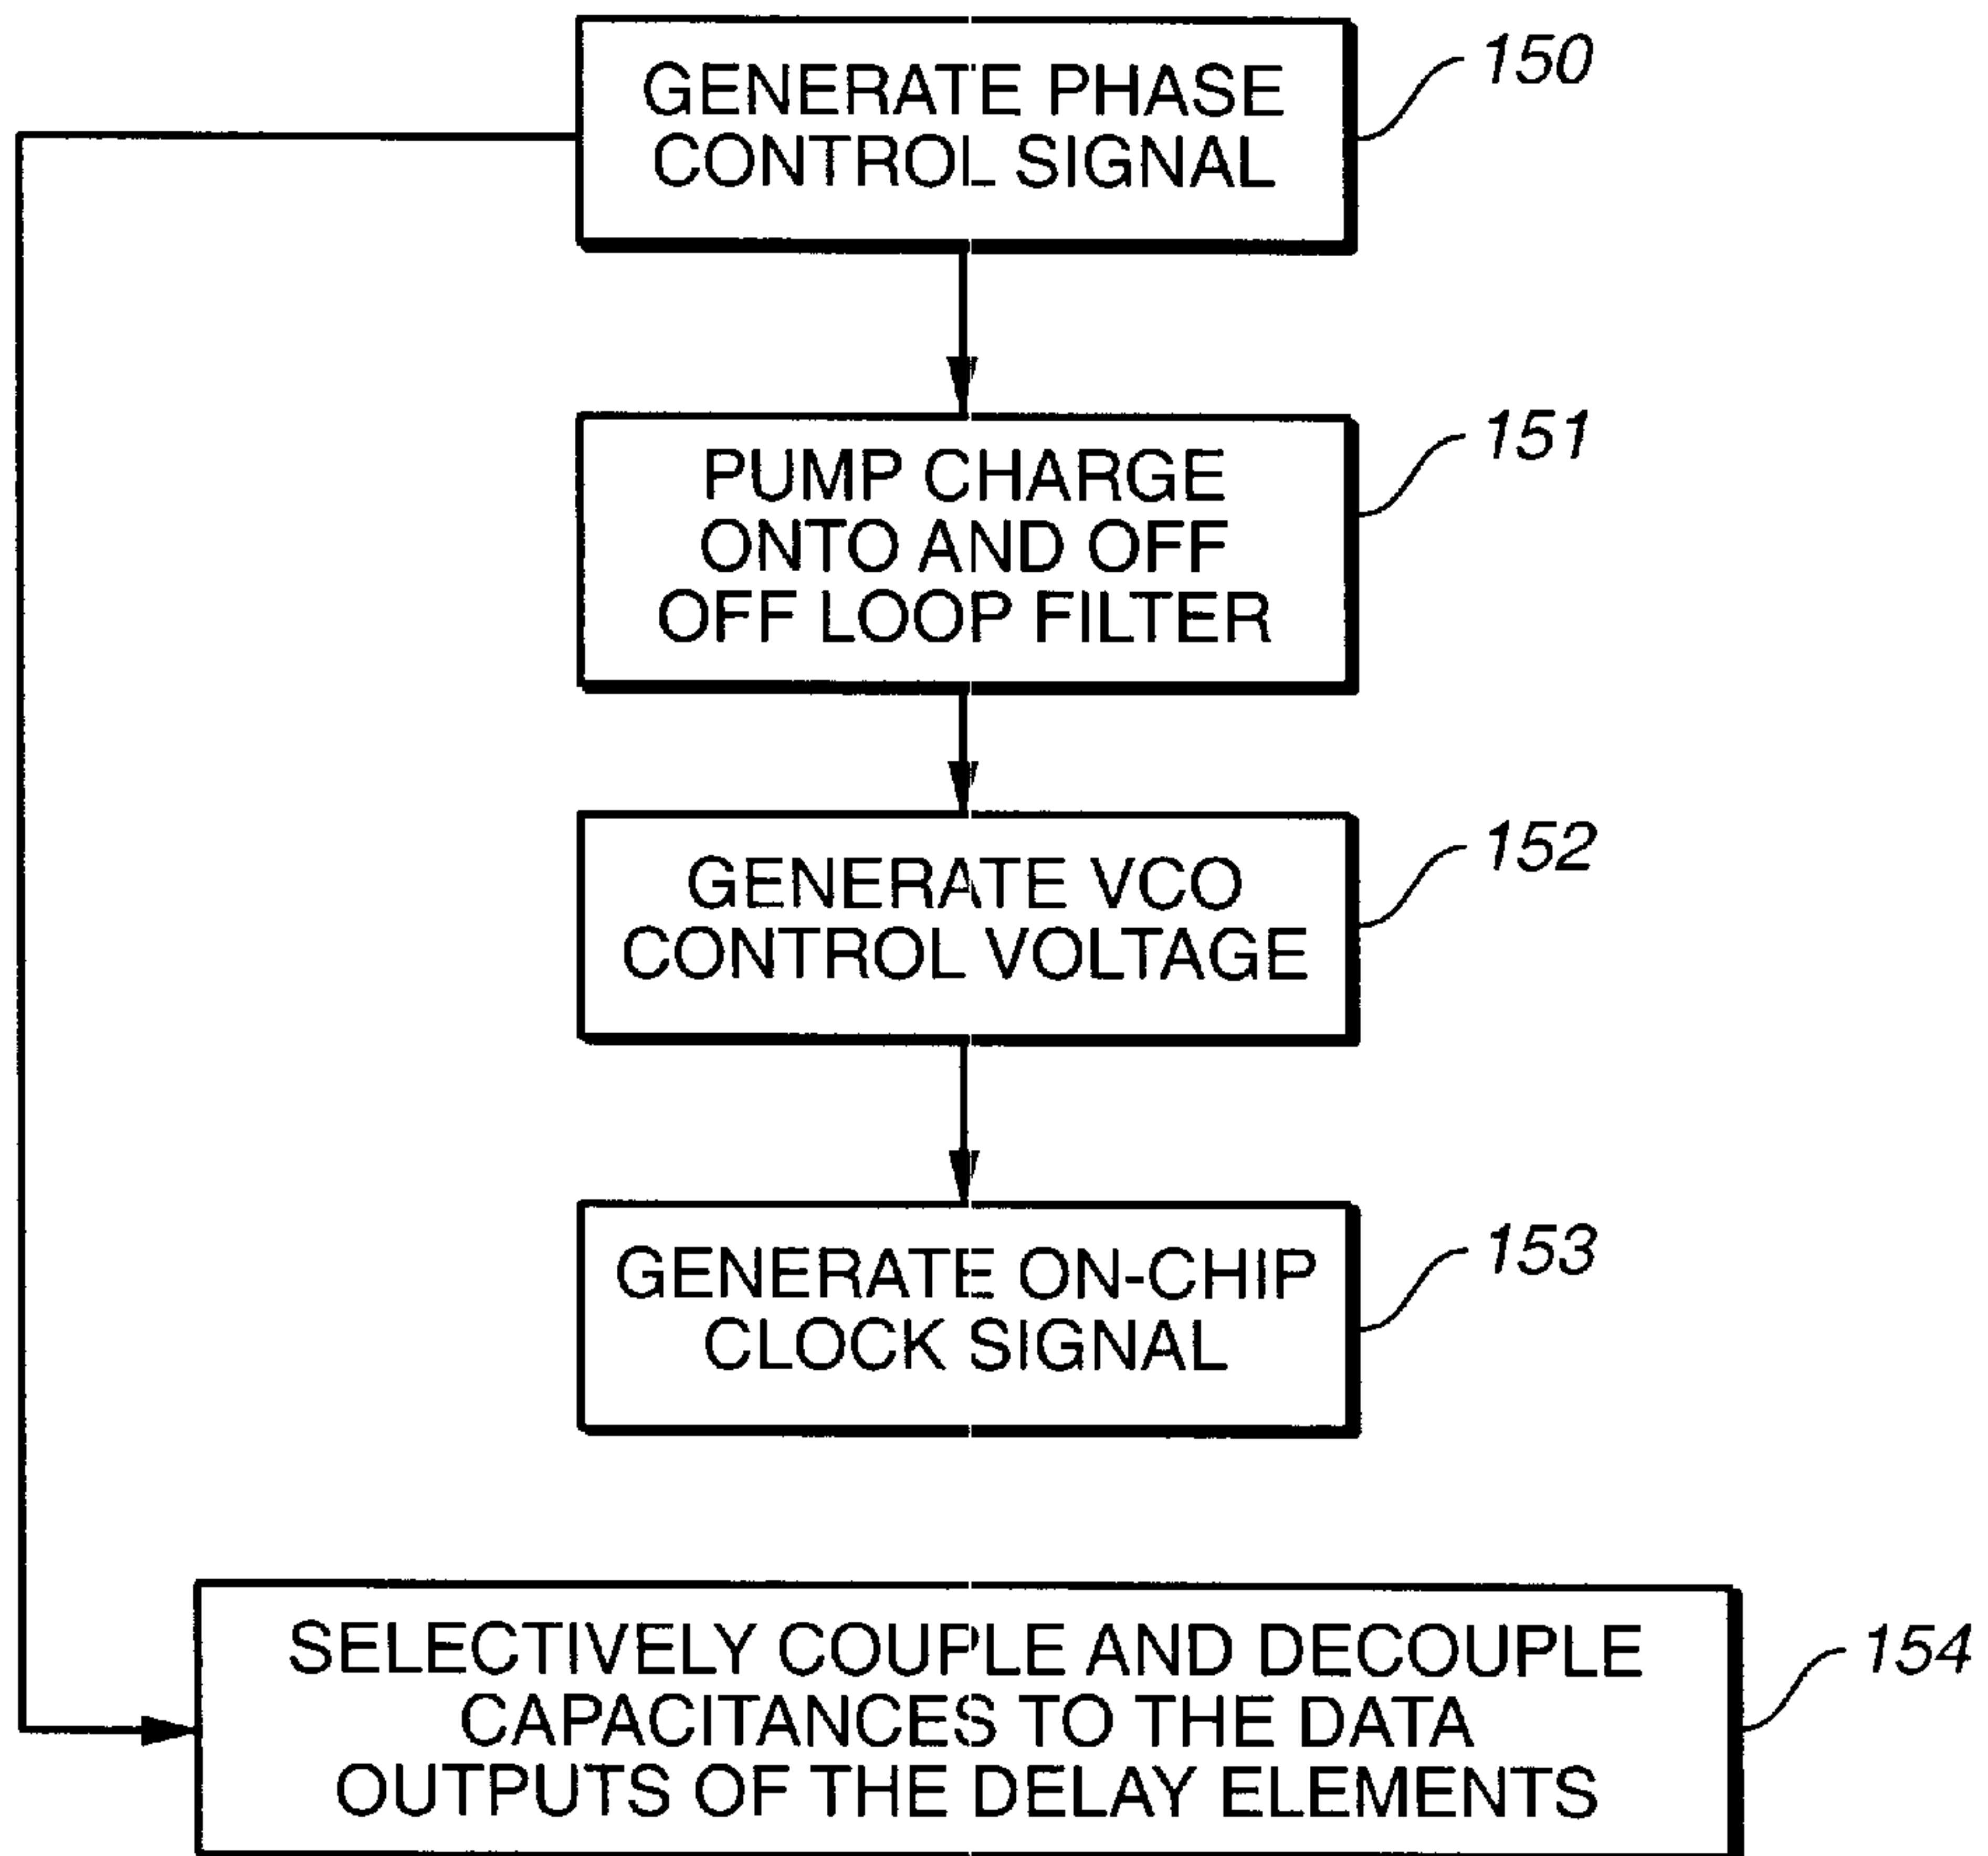 GENERATE PHASE
CONTROL SIGNAL
150
PUMP CHARGE
ONTO AND OFF
OFF LOOP FILTER
151
GENERATE VCO
CONTROL VOLTAGE
152
GENERATE ON-CHIP
CLOCK SIGNAL
153
SELECTIVELY COUPLE AND DECOUPLE
CAPACITANCES TO THE DATA
OUTPUTS OF THE DELAY ELEMENTS
154